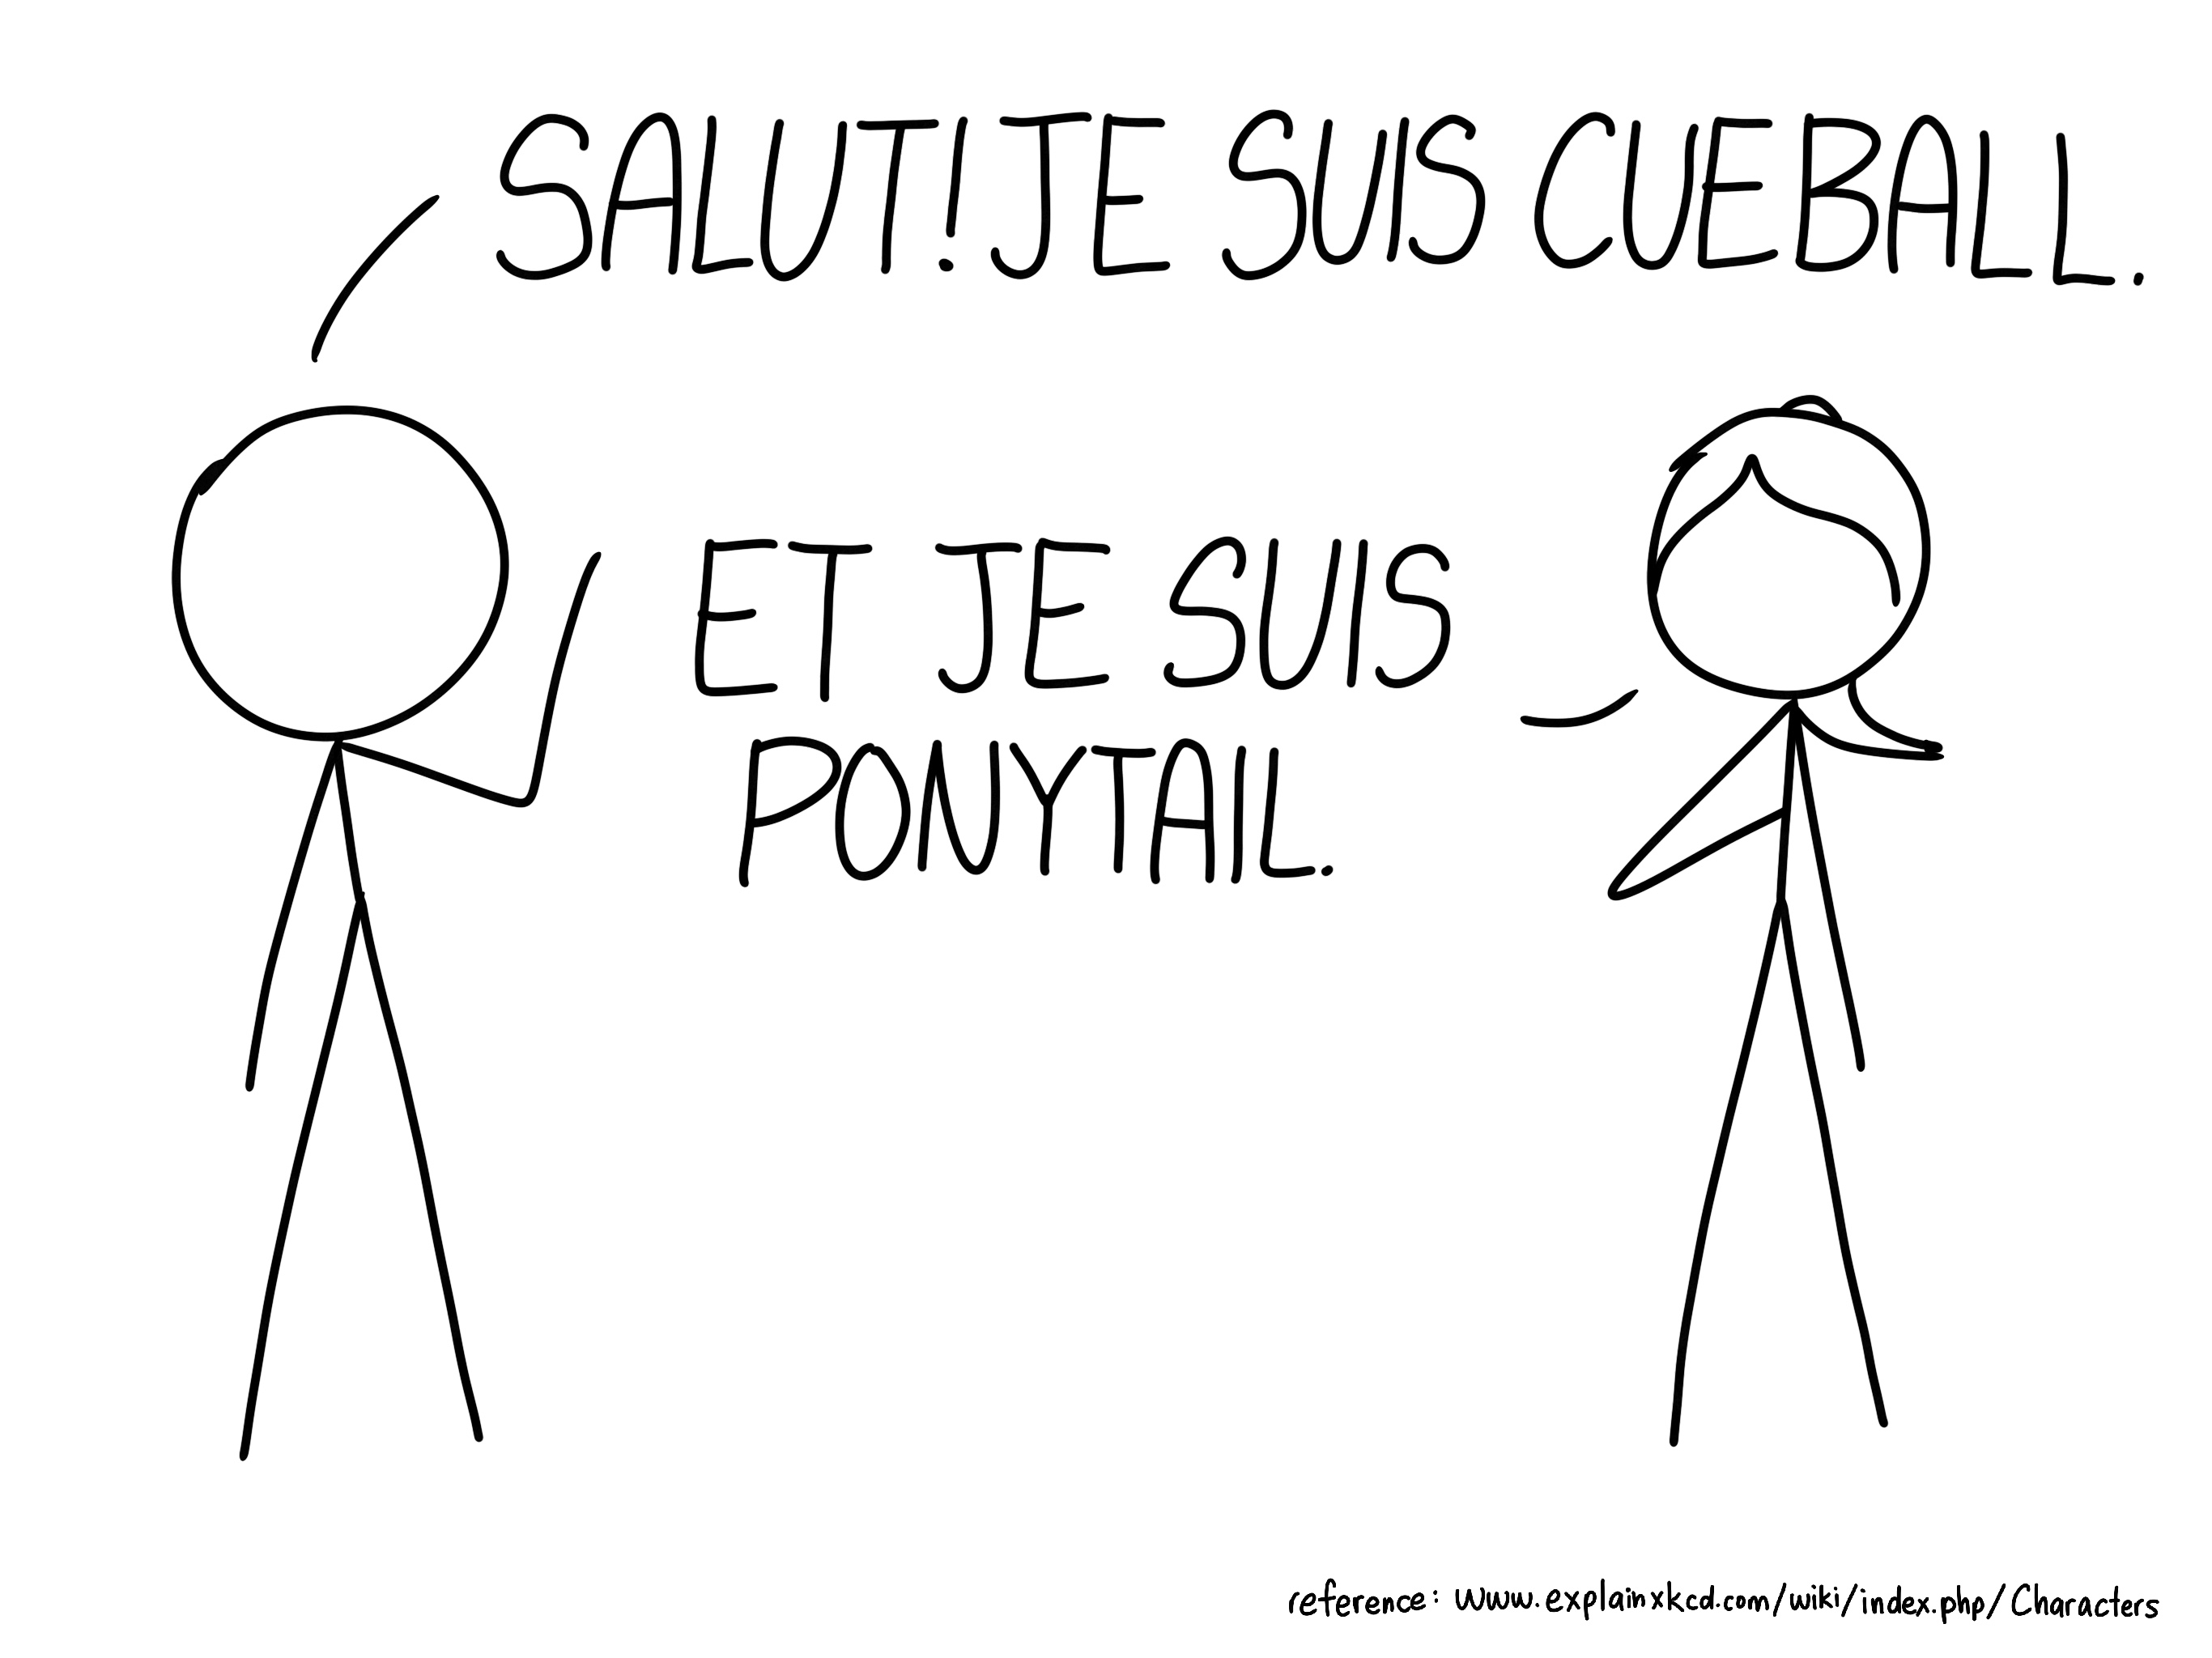 SALUT! JE SUIS CUEBALL.
ET JE SUIS
PONYTAIL.
reference: www.explainxkcd.com/wiki/index.php/Characters